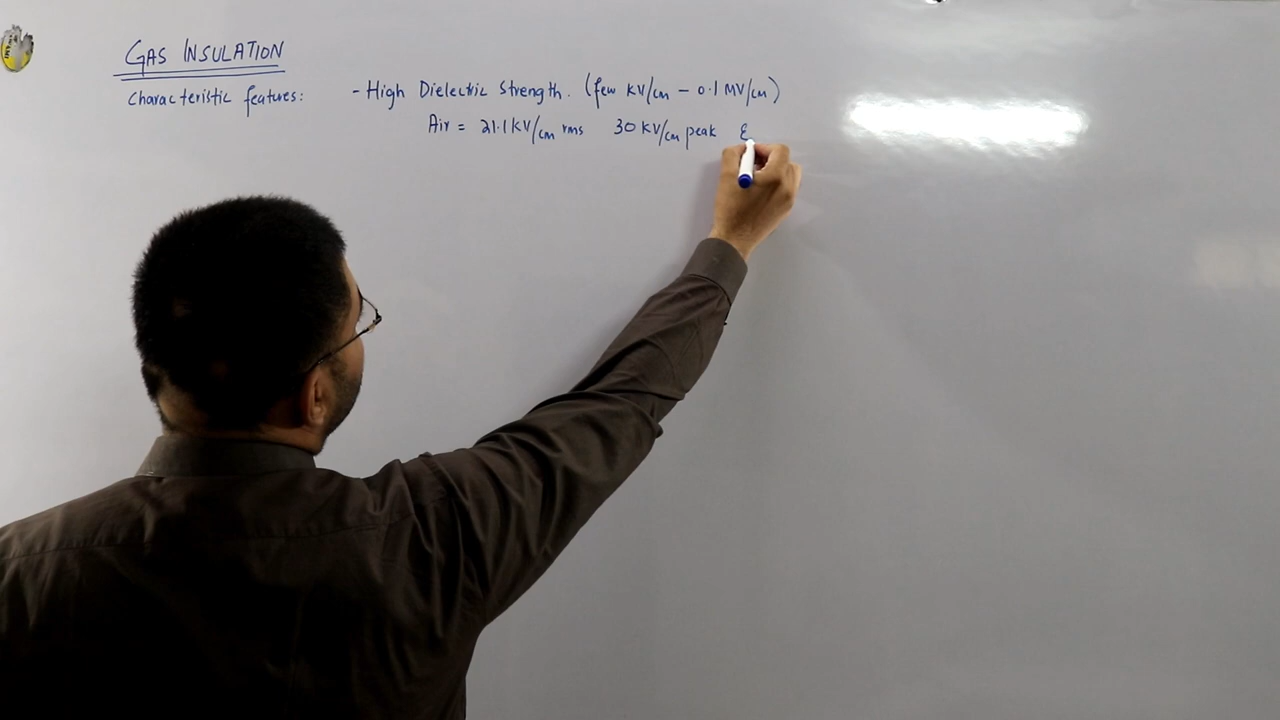 GAS INSULATION
Characteristic features: - High Dielectric Strength. (few KV/cm - 0.1 MV/cm)
Air = 21.1 KV/cm rms 30 KV/cm peak ε